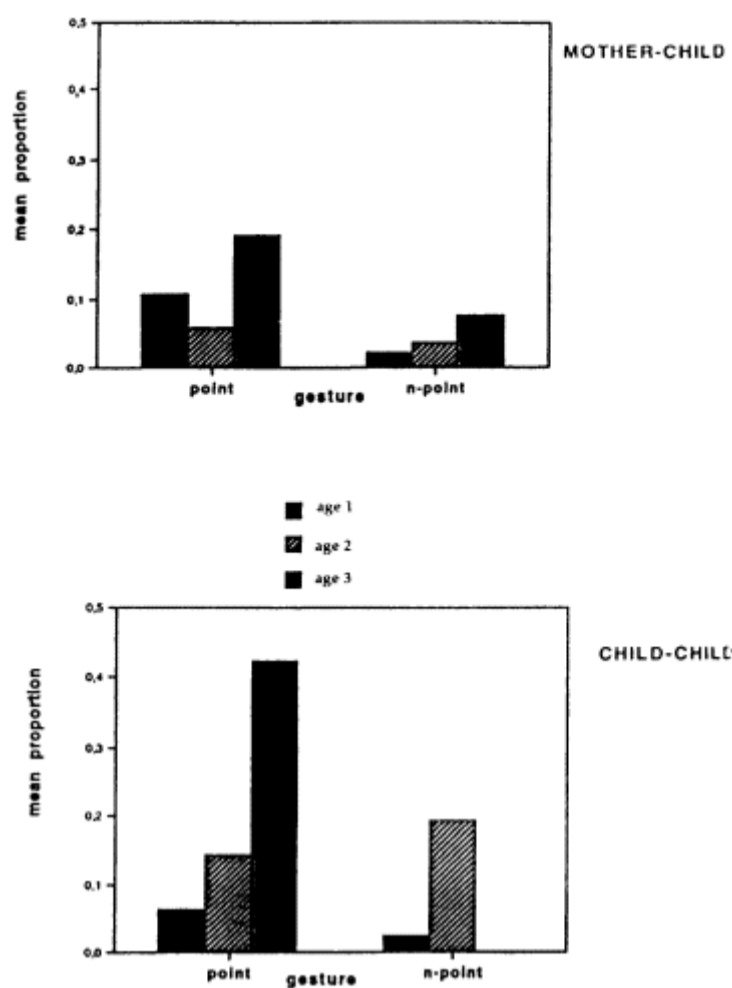 MOTHER-CHILD
mean proportion
0,5
0,4
0,3
0,2
0,1
0,0
point
n-point
gesture
age 1
age 2
age 3
CHILD-CHILD
mean proportion
0,5
0,4
0,3
0,2
0,1
0,0
point
n-point
gesture